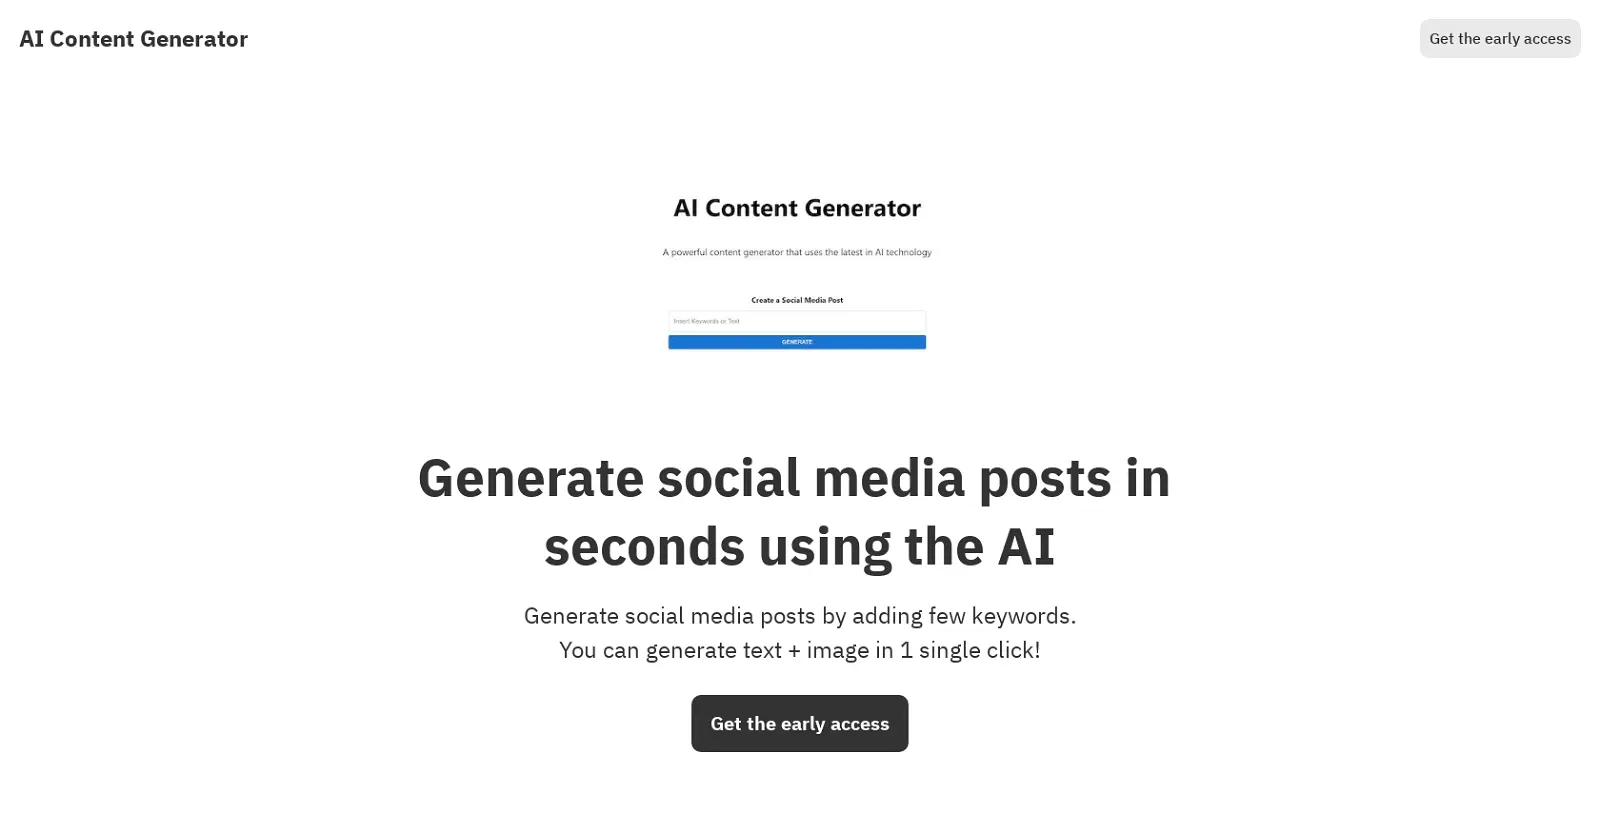 AI Content Generator
Get the early access
AI Content Generator
A powerful content generator that uses the latest in AI technology
Create a Social Media Post
Insert Keywords or Text
GENERATE
Generate social media posts in
seconds using the AI
Generate social media posts by adding few keywords.
You can generate text + image in 1 single click!
Get the early access